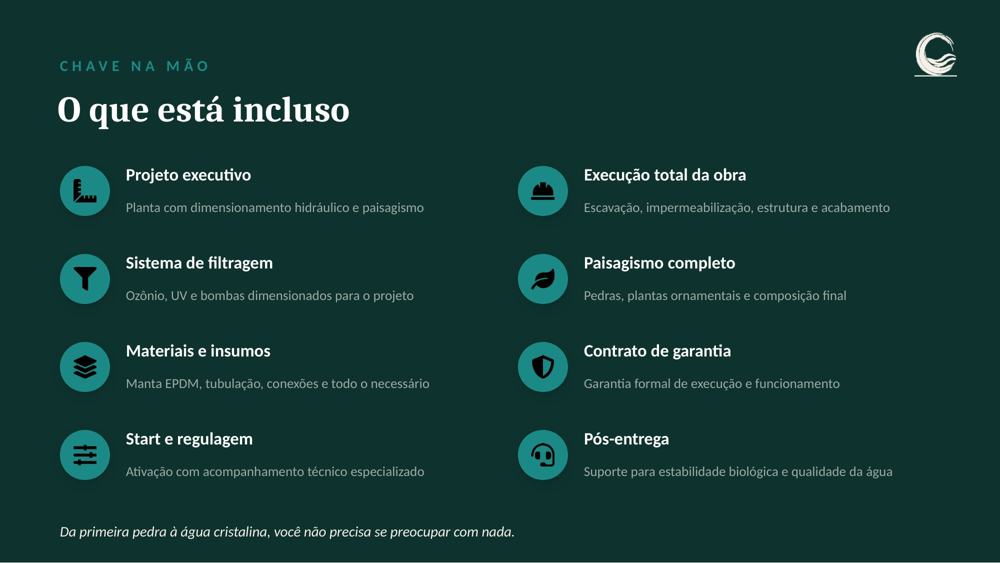 CHAVE NA MÃO
O que está incluso
Projeto executivo
Planta com dimensionamento hidráulico e paisagismo
Execução total da obra
Escavação, impermeabilização, estrutura e acabamento
Sistema de filtragem
Ozônio, UV e bombas dimensionados para o projeto
Paisagismo completo
Pedras, plantas ornamentais e composição final
Materiais e insumos
Manta EPDM, tubulação, conexões e todo o necessário
Contrato de garantia
Garantia formal de execução e funcionamento
Start e regulagem
Ativação com acompanhamento técnico especializado
Pós-entrega
Suporte para estabilidade biológica e qualidade da água
Da primeira pedra à água cristalina, você não precisa se preocupar com nada.